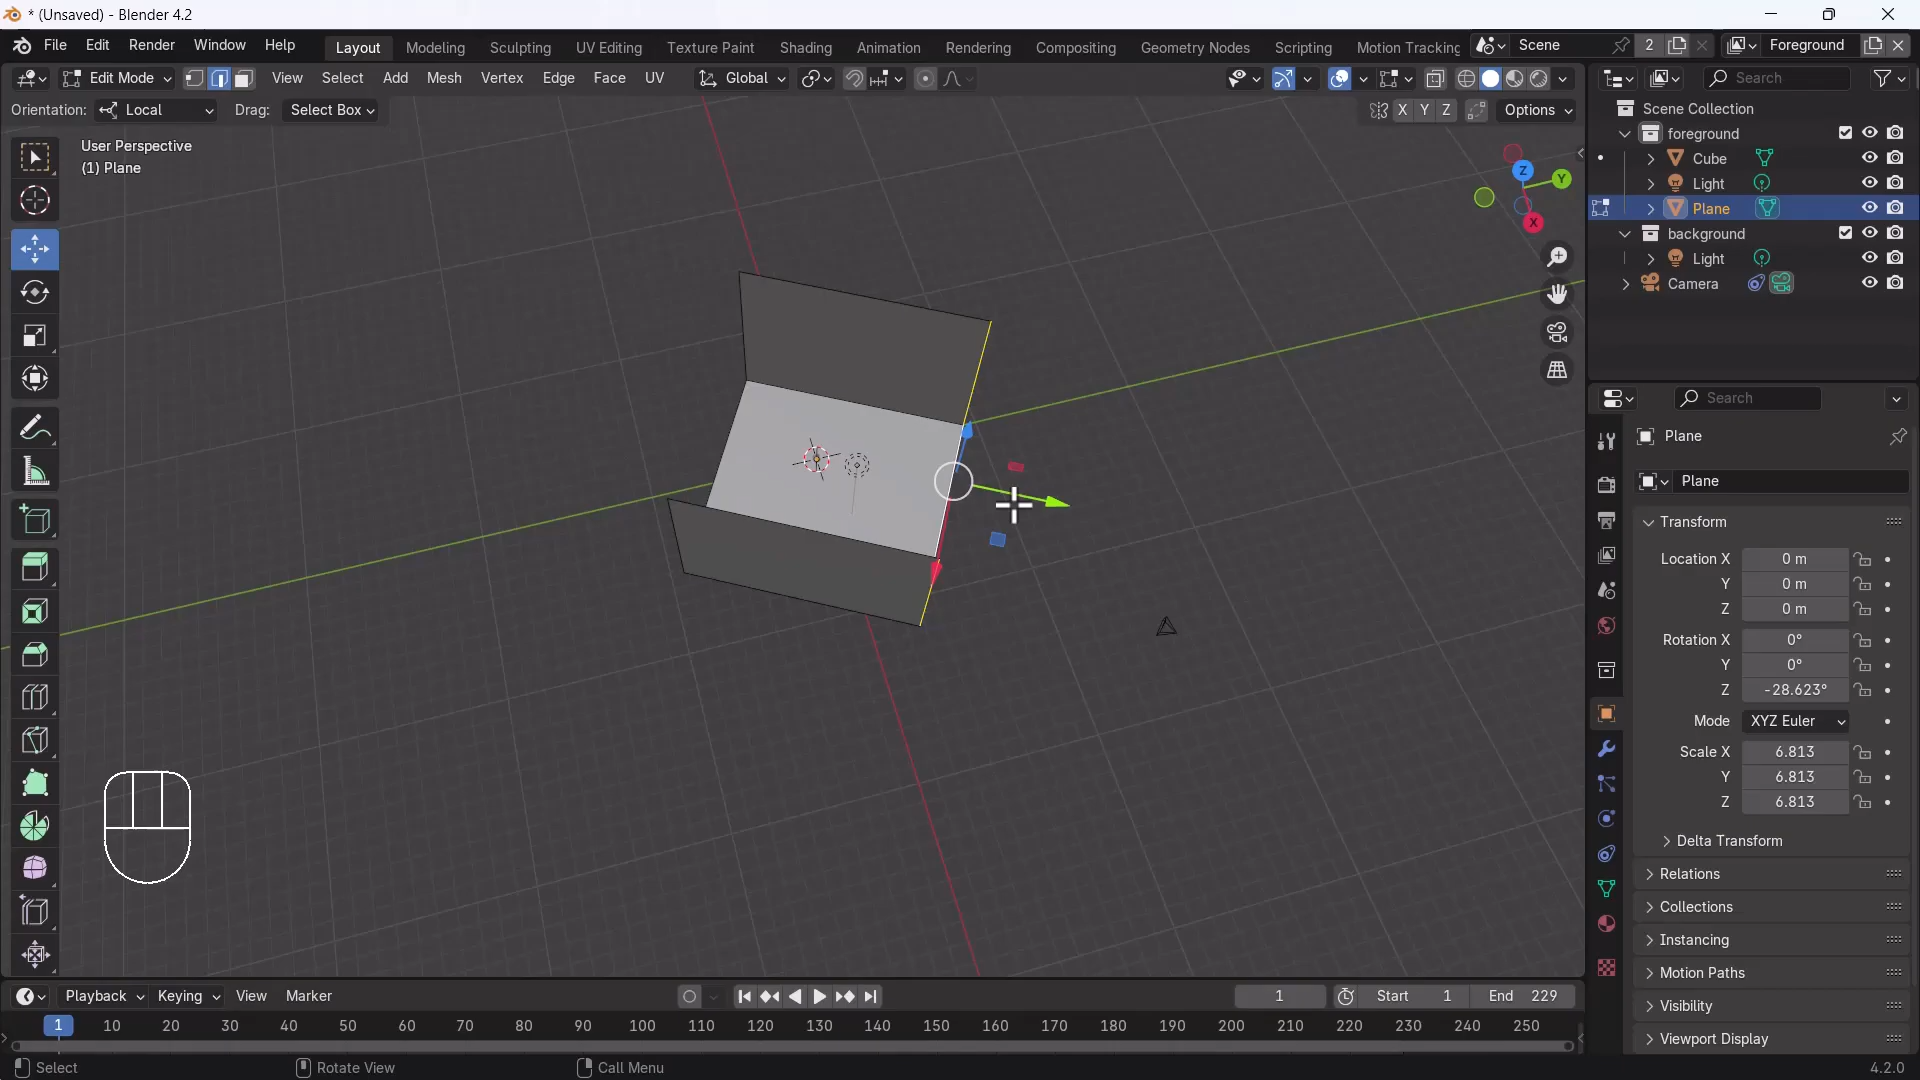 * (Unsaved) - Blender 4.2
File Edit Render Window Help
Layout Modeling Sculpting UV Editing Texture Paint Shading Animation Rendering Compositing Geometry Nodes Scripting Motion Tracking
Scene 2
Foreground
Edit Mode View Select Add Mesh Vertex Edge Face UV Global
Search
Orientation: Local Drag: Select Box
X Y Z Options
User Perspective
(1) Plane
Z
Y
X
Scene Collection
foreground
Cube
Light
Plane
background
Light
Camera
Search
Plane
Plane
Transform
Location X 0 m
Y 0 m
Z 0 m
Rotation X 0°
Y 0°
Z -28.623°
Mode XYZ Euler
Scale X 6.813
Y 6.813
Z 6.813
Delta Transform
Relations
Collections
Instancing
Motion Paths
Visibility
Viewport Display
Playback Keying View Marker
1 Start 1 End 229
1 10 20 30 40 50 60 70 80 90 100 110 120 130 140 150 160 170 180 190 200 210 220 230 240 250
Select Rotate View Call Menu 4.2.0